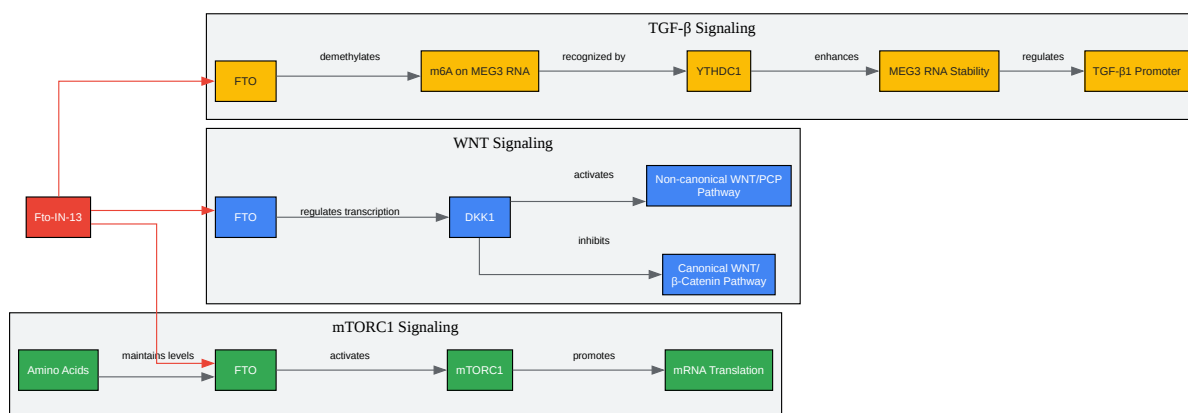 TGF-β Signaling
FTO
demethylates
m6A on MEG3 RNA
recognized by
YTHDC1
enhances
MEG3 RNA Stability
regulates
TGF-β1 Promoter
WNT Signaling
Fto-IN-13
FTO
regulates transcription
DKK1
activates
Non-canonical WNT/PCP
Pathway
inhibits
Canonical WNT/
β-Catenin Pathway
mTORC1 Signaling
Amino Acids
maintains levels
FTO
activates
mTORC1
promotes
mRNA Translation